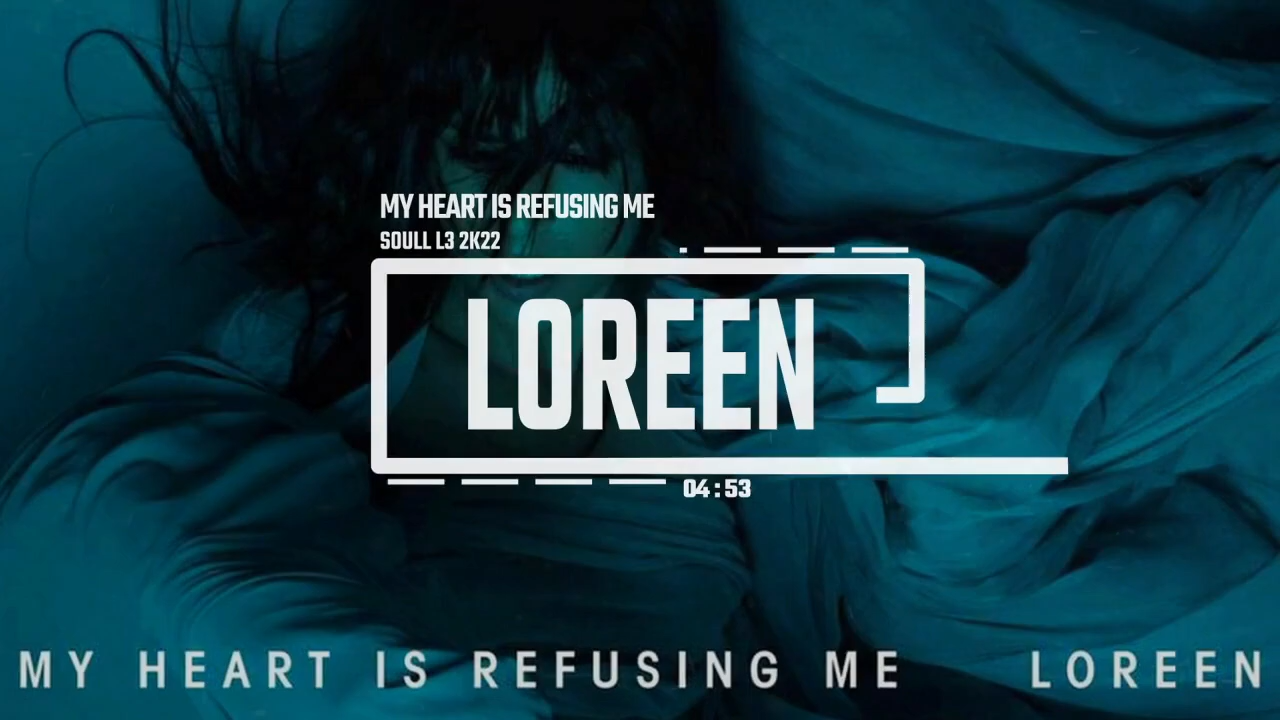 MY HEART IS REFUSING ME
SOULL L3 2K22
LOREEN
04:53
MY HEART IS REFUSING ME LOREEN